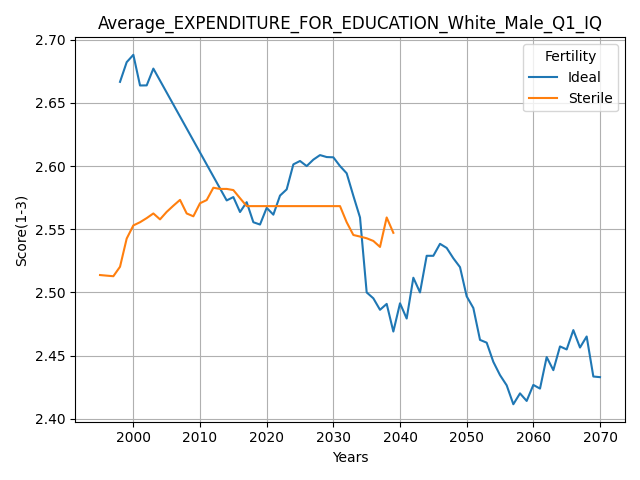 Average_EXPENDITURE_FOR_EDUCATION_White_Male_Q1_IQ
Score(1-3)
2.70
2.65
2.60
2.55
2.50
2.45
2.40
Fertility
Ideal
Sterile
2000 2010 2020 2030 2040 2050 2060 2070
Years